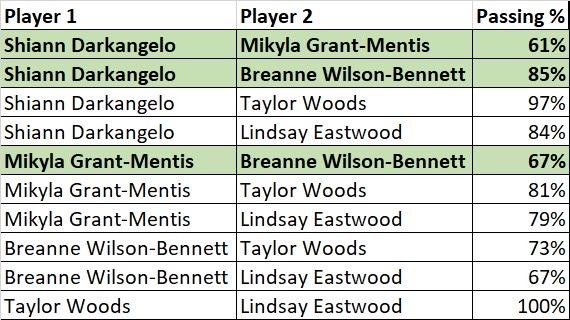 Player 1 Player 2 Passing %
Shiann Darkangelo Mikyla Grant-Mentis 61%
Shiann Darkangelo Breanne Wilson-Bennett 85%
Shiann Darkangelo Taylor Woods 97%
Shiann Darkangelo Lindsay Eastwood 84%
Mikyla Grant-Mentis Breanne Wilson-Bennett 67%
Mikyla Grant-Mentis Taylor Woods 81%
Mikyla Grant-Mentis Lindsay Eastwood 79%
Breanne Wilson-Bennett Taylor Woods 73%
Breanne Wilson-Bennett Lindsay Eastwood 67%
Taylor Woods Lindsay Eastwood 100%